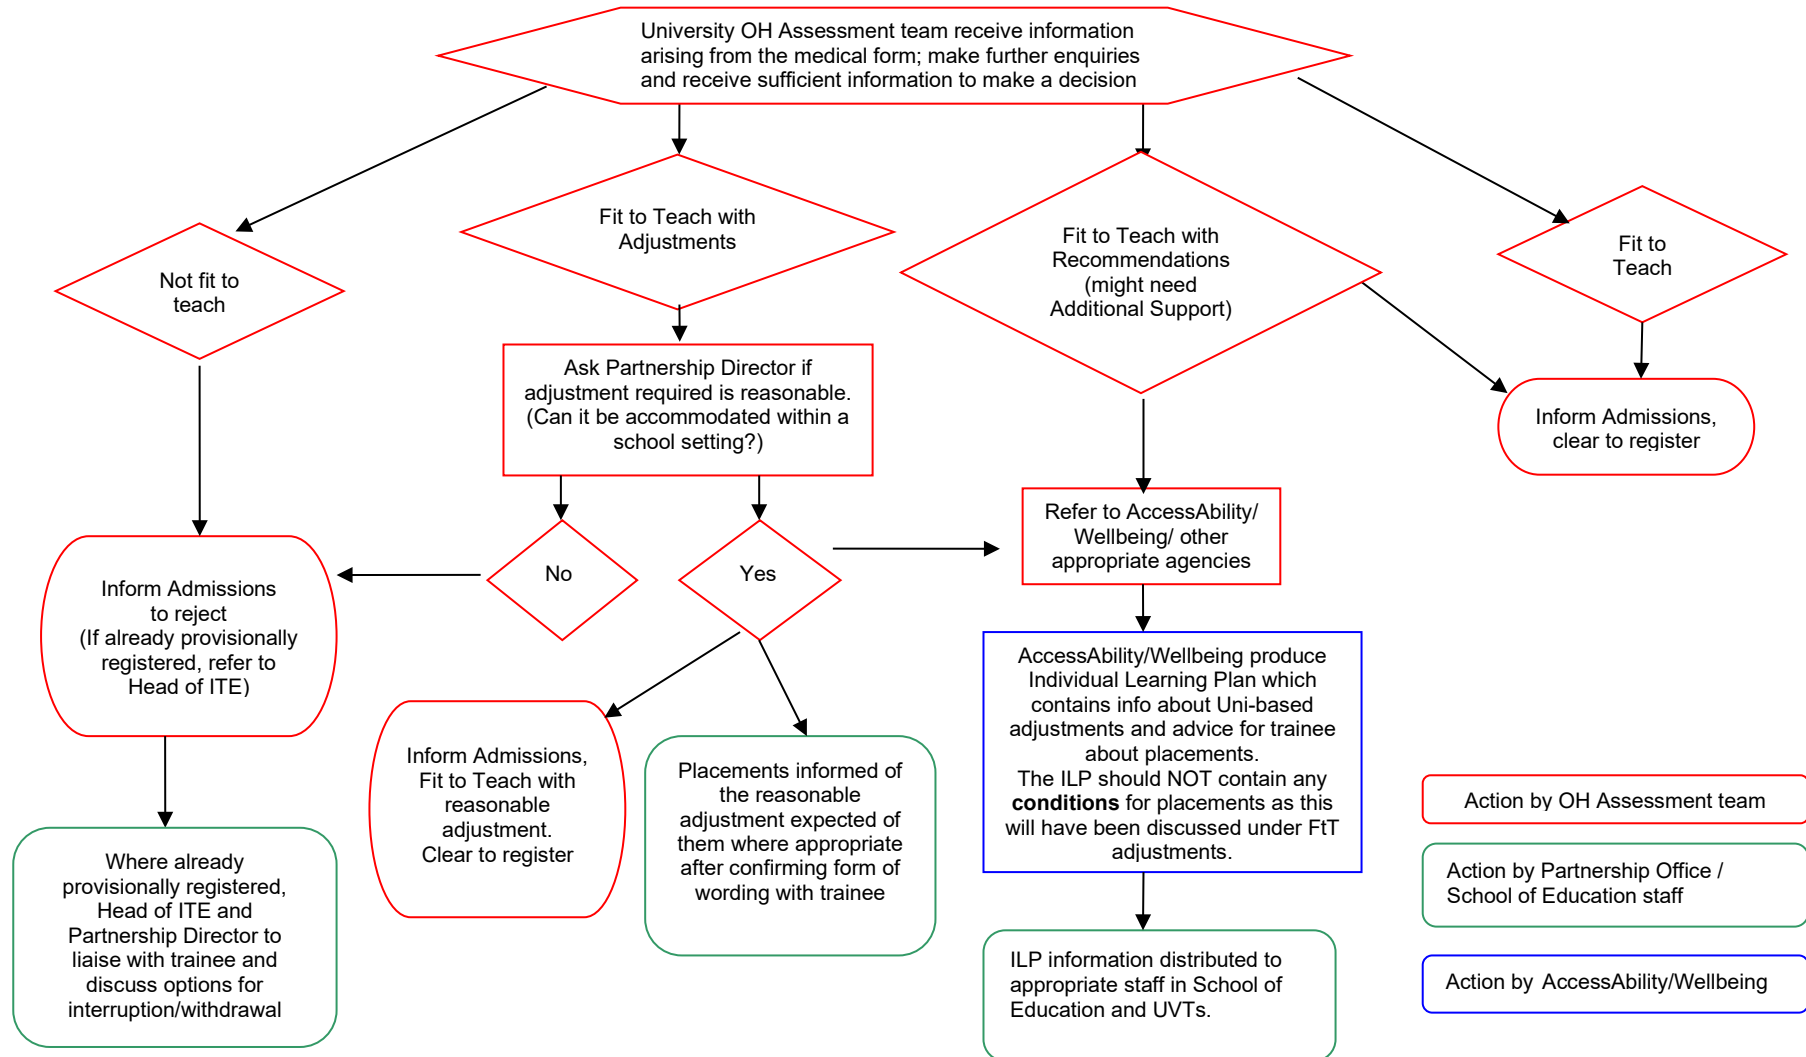 University OH Assessment team receive information
arising from the medical form; make further enquiries
and receive sufficient information to make a decision
Not fit to
teach
Fit to Teach with
Adjustments
Fit to Teach with
Recommendations
(might need
Additional Support)
Fit to
Teach
Ask Partnership Director if
adjustment required is reasonable.
(Can it be accommodated within a
school setting?)
Inform Admissions,
clear to register
Refer to AccessAbility/
Wellbeing/ other
appropriate agencies
No
Yes
Inform Admissions
to reject
(If already provisionally
registered, refer to
Head of ITE)
AccessAbility/Wellbeing produce
Individual Learning Plan which
contains info about Uni-based
adjustments and advice for trainee
about placements.
The ILP should NOT contain any
conditions for placements as this
will have been discussed under FtT
adjustments.
Inform Admissions,
Fit to Teach with
reasonable
adjustment.
Clear to register
Placements informed of
the reasonable
adjustment expected of
them where appropriate
after confirming form of
wording with trainee
Where already
provisionally registered,
Head of ITE and
Partnership Director to
liaise with trainee and
discuss options for
interruption/withdrawal
ILP information distributed to
appropriate staff in School of
Education and UVTs.
Action by OH Assessment team
Action by Partnership Office /
School of Education staff
Action by AccessAbility/Wellbeing